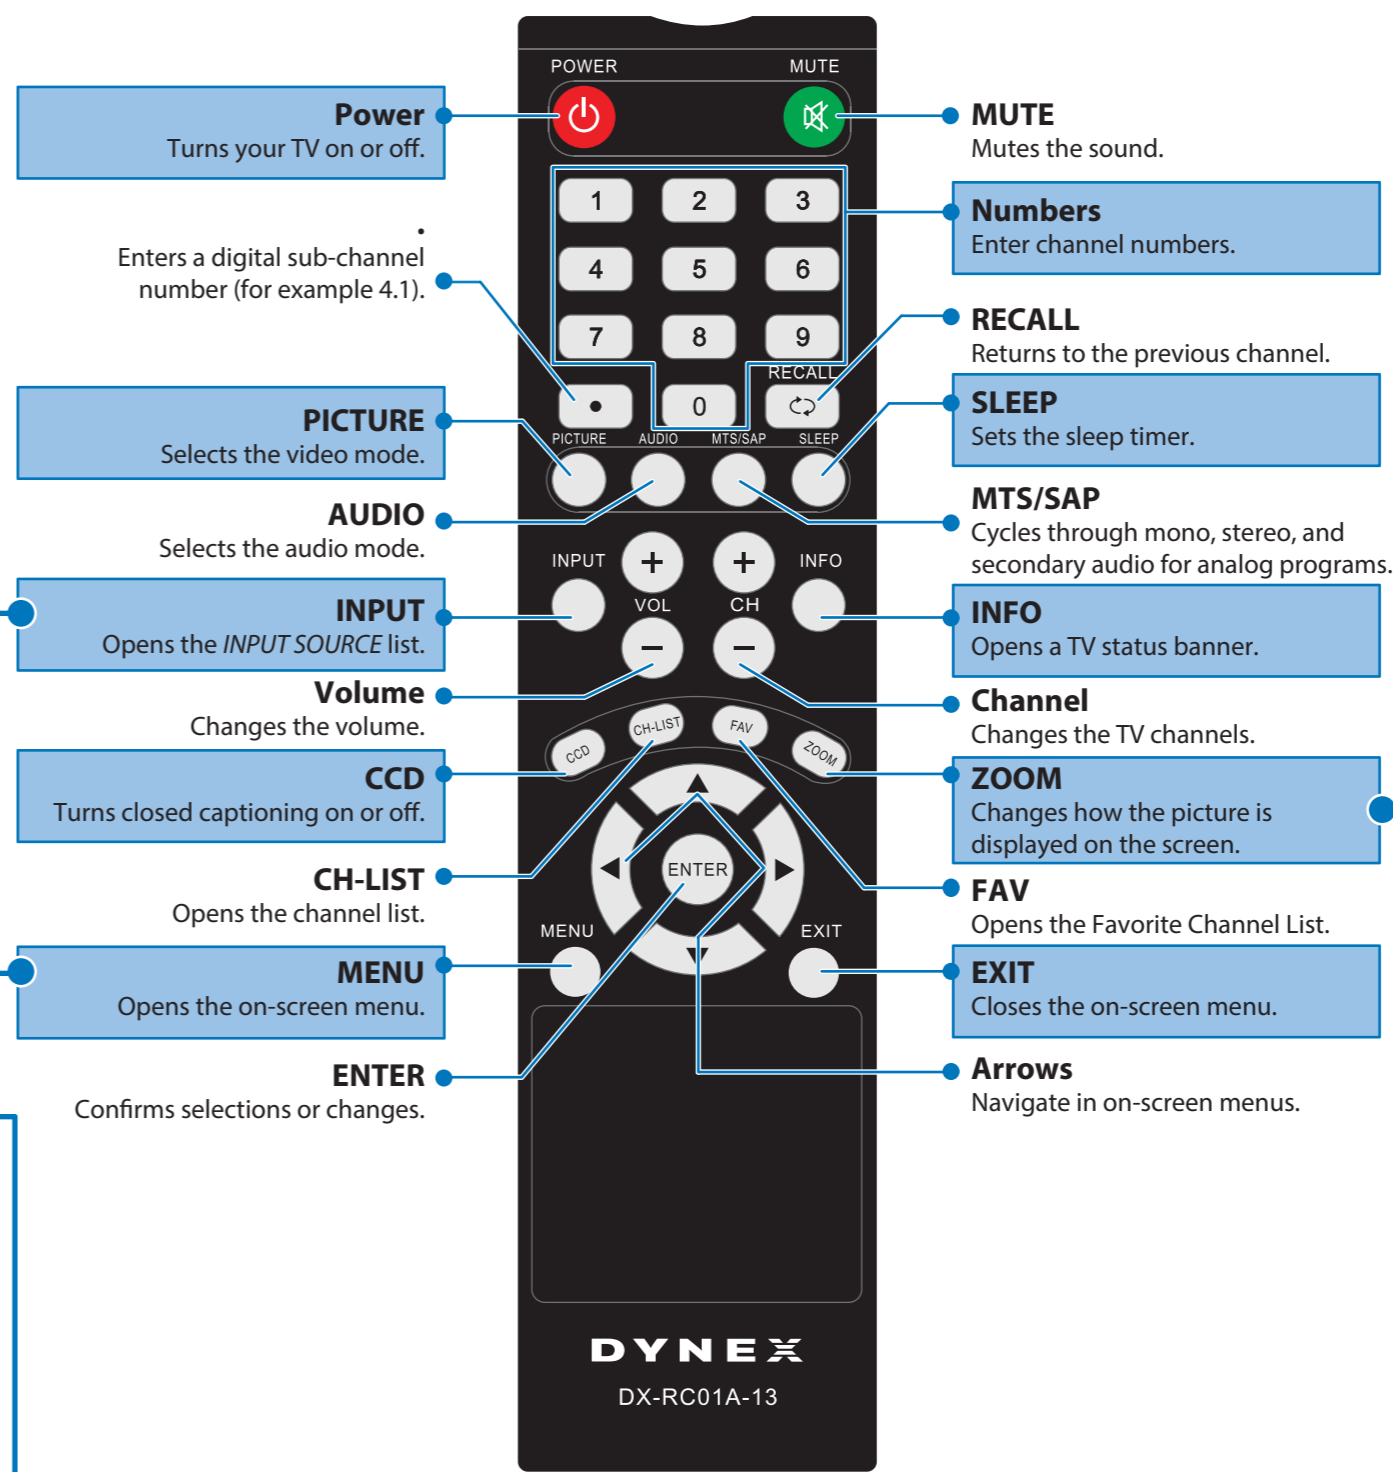 POWER
MUTE
Power
Turns your TV on or off.
MUTE
Mutes the sound.
1 2 3
Numbers
Enter channel numbers.
.
Enters a digital sub-channel
number (for example 4.1).
4 5 6
7 8 9
RECALL
Returns to the previous channel.
RECALL
• 0
PICTURE
Selects the video mode.
PICTURE AUDIO MTS/SAP SLEEP
SLEEP
Sets the sleep timer.
AUDIO
Selects the audio mode.
MTS/SAP
Cycles through mono, stereo, and
secondary audio for analog programs.
INPUT + + INFO
VOL CH
− −
INPUT
Opens the INPUT SOURCE list.
INFO
Opens a TV status banner.
Volume
Changes the volume.
Channel
Changes the TV channels.
CCD CH-LIST FAV ZOOM
CCD
Turns closed captioning on or off.
ZOOM
Changes how the picture is
displayed on the screen.
CH-LIST
Opens the channel list.
ENTER
FAV
Opens the Favorite Channel List.
MENU EXIT
MENU
Opens the on-screen menu.
EXIT
Closes the on-screen menu.
ENTER
Confirms selections or changes.
Arrows
Navigate in on-screen menus.
DYNEX
DX-RC01A-13